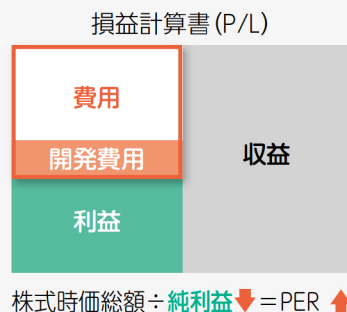 損益計算書(P/L)
費用
開発費用
収益
利益
株式時価総額÷純利益⬇=PER ⬆